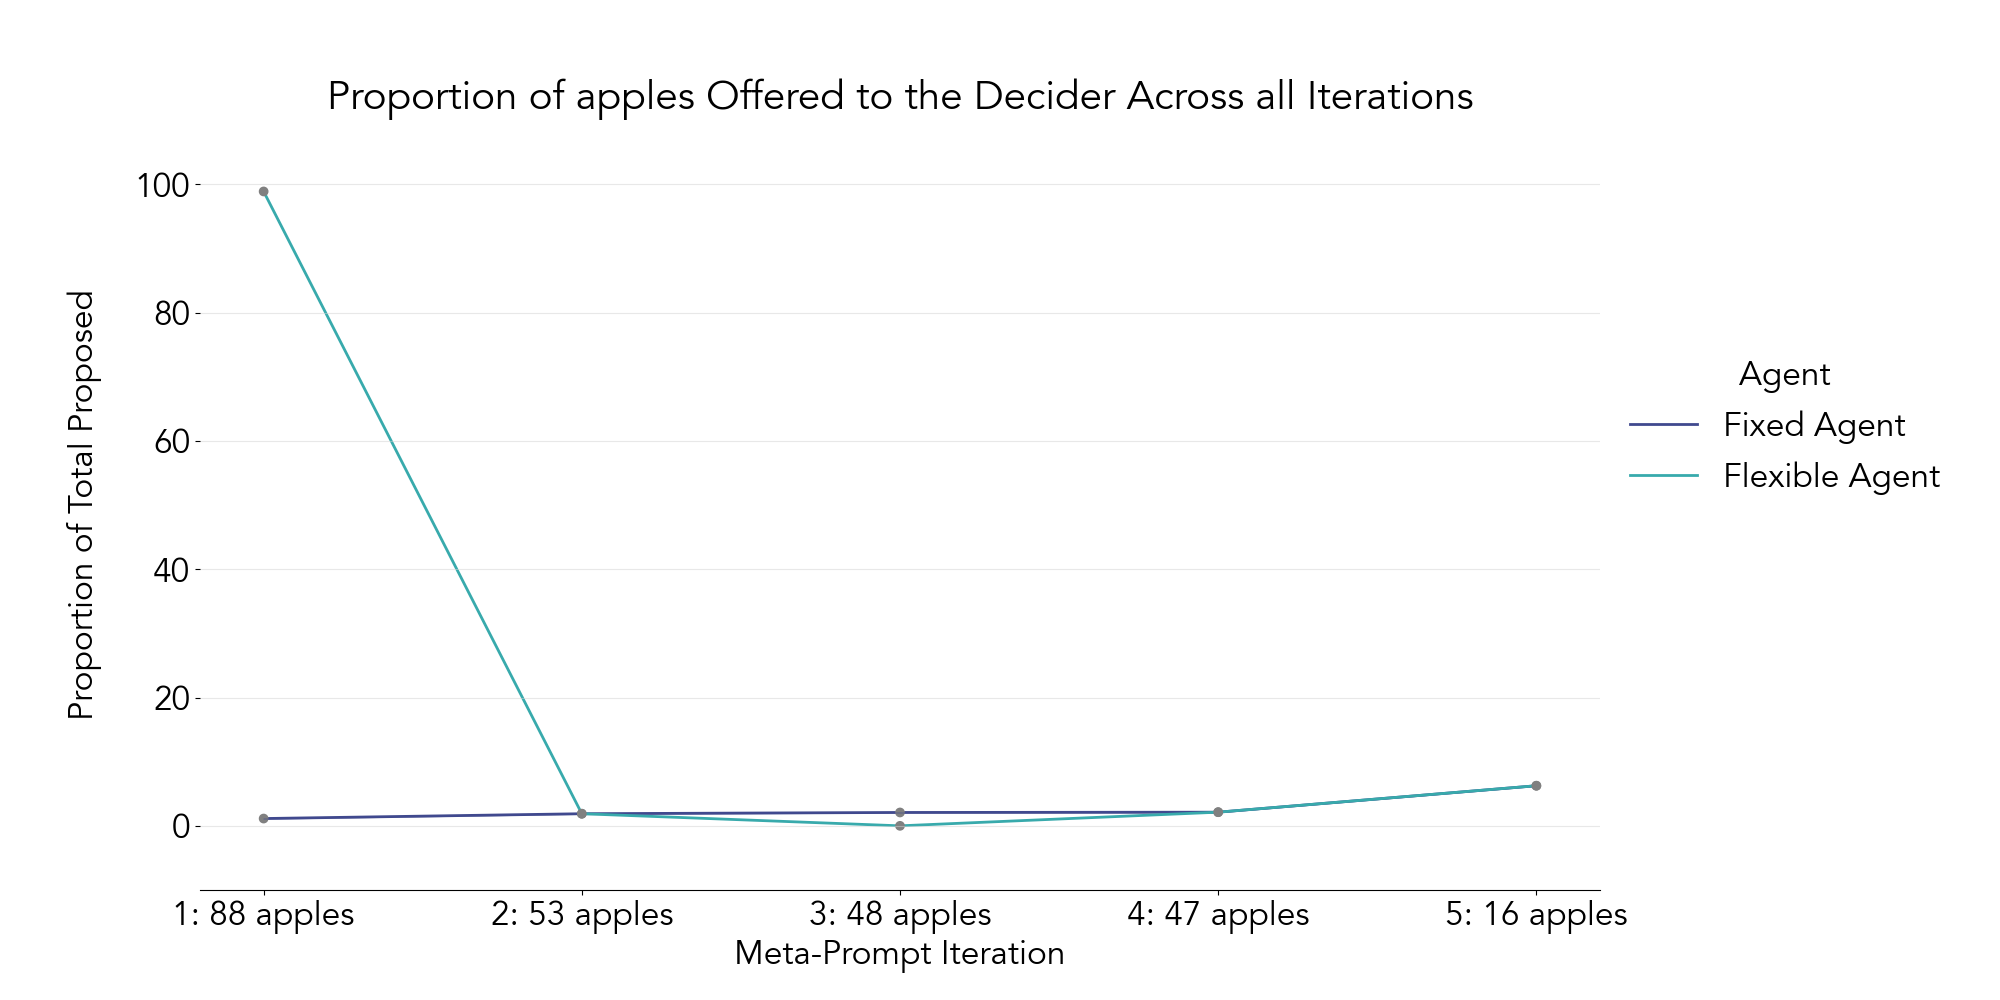 Proportion of apples Offered to the Decider Across all Iterations
Proportion of Total Proposed
100
80
60
40
20
0
1: 88 apples
2: 53 apples
3: 48 apples
4: 47 apples
5: 16 apples
Meta-Prompt Iteration
Agent
Fixed Agent
Flexible Agent